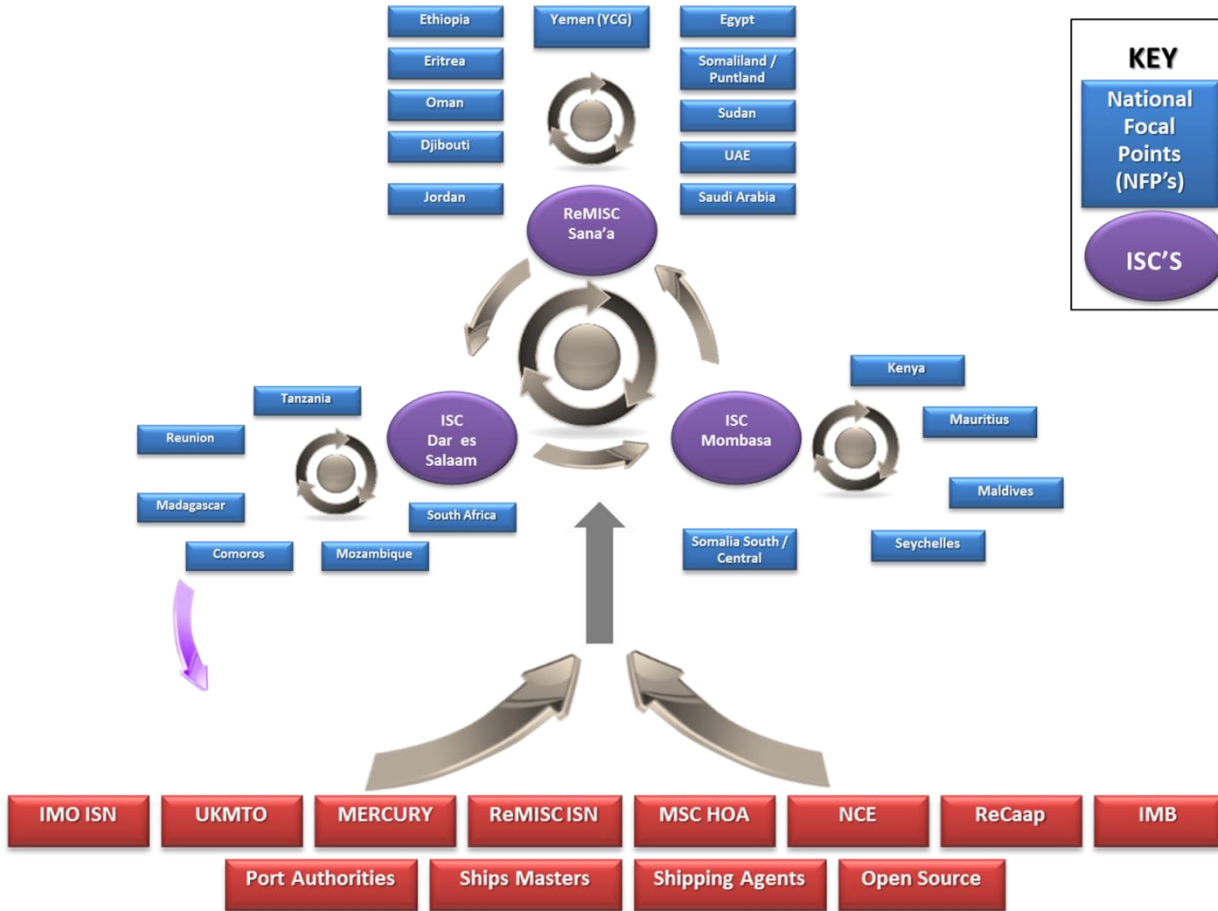 Ethiopia
Eritrea
Oman
Djibouti
Jordan
Yemen (YCG)
Egypt
Somaliland /
Puntland
Sudan
UAE
Saudi Arabia
KEY
National
Focal
Points
(NFP's)
ISC'S
ReMISC
Sana'a
Tanzania
Reunion
Madagascar
Comoros
Mozambique
South Africa
ISC
Dar es
Salaam
ISC
Mombasa
Kenya
Mauritius
Maldives
Seychelles
Somalia South /
Central
IMO ISN
UKMTO
MERCURY
ReMISC ISN
MSC HOA
NCE
ReCaap
IMB
Port Authorities
Ships Masters
Shipping Agents
Open Source